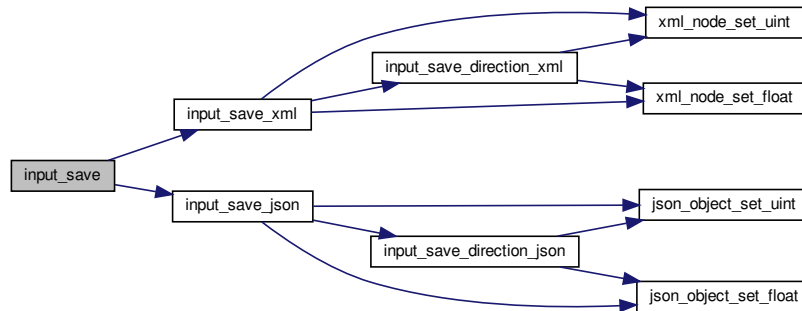 input_save
input_save_xml
input_save_direction_xml
xml_node_set_uint
xml_node_set_float
input_save_json
input_save_direction_json
json_object_set_uint
json_object_set_float